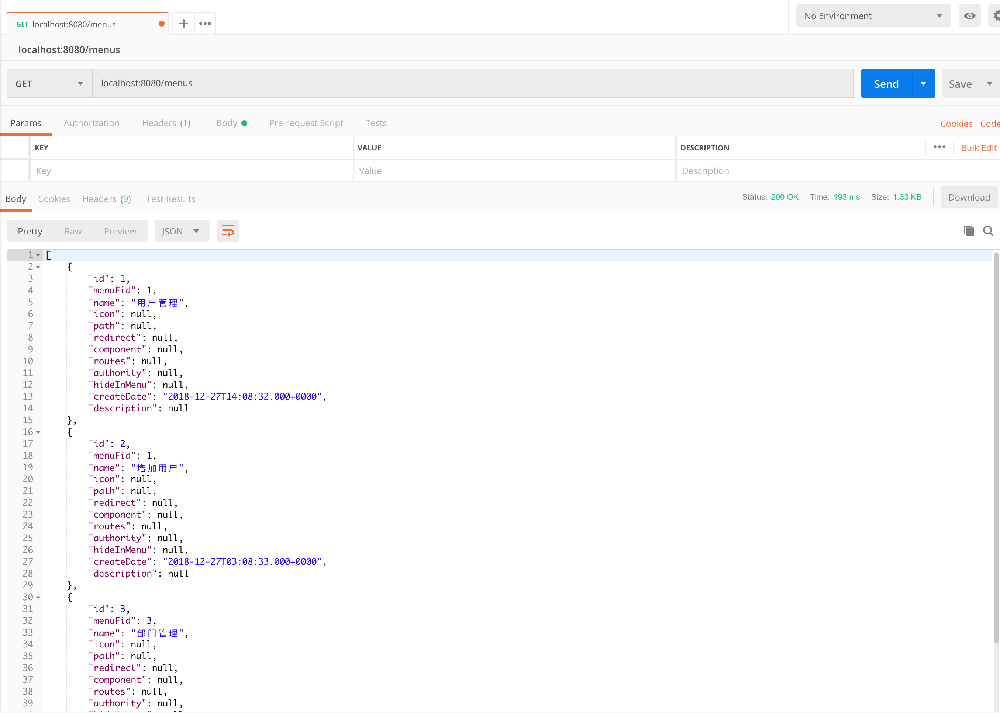 GET localhost:8080/menus
No Environment
localhost:8080/menus
GET localhost:8080/menus Send Save
Params Authorization Headers (1) Body Pre-request Script Tests Cookies Code
KEY VALUE DESCRIPTION Bulk Edit
Key Value Description
Body Cookies Headers (9) Test Results Status: 200 OK Time: 193 ms Size: 1.33 KB Download
Pretty Raw Preview JSON
1 [
2 {
3 "id": 1,
4 "menuFid": 1,
5 "name": "用户管理",
6 "icon": null,
7 "path": null,
8 "redirect": null,
9 "component": null,
10 "routes": null,
11 "authority": null,
12 "hideInMenu": null,
13 "createDate": "2018-12-27T14:08:32.000+0000",
14 "description": null
15 },
16 {
17 "id": 2,
18 "menuFid": 1,
19 "name": "增加用户",
20 "icon": null,
21 "path": null,
22 "redirect": null,
23 "component": null,
24 "routes": null,
25 "authority": null,
26 "hideInMenu": null,
27 "createDate": "2018-12-27T03:08:33.000+0000",
28 "description": null
29 },
30 {
31 "id": 3,
32 "menuFid": 3,
33 "name": "部门管理",
34 "icon": null,
35 "path": null,
36 "redirect": null,
37 "component": null,
38 "routes": null,
39 "authority": null,